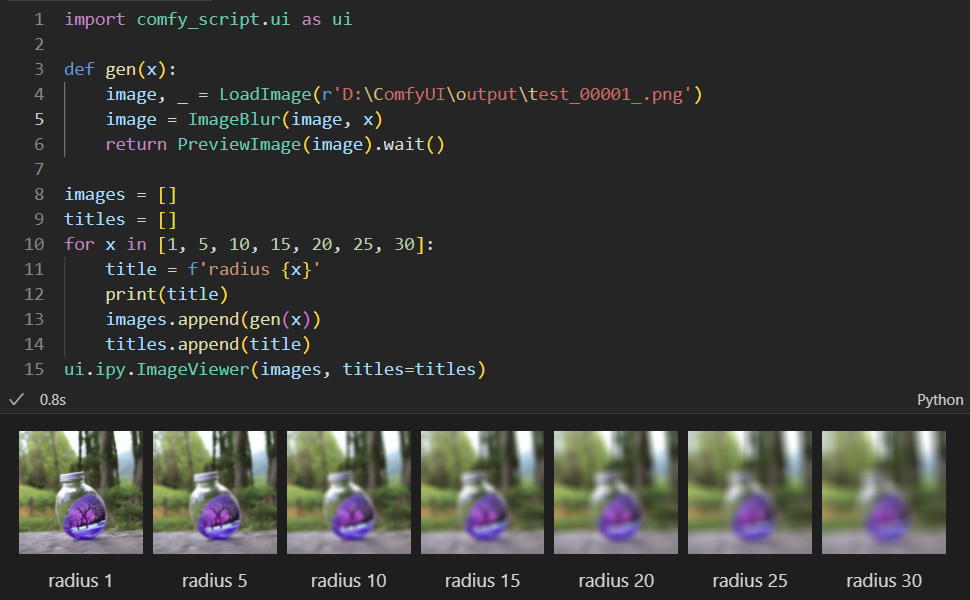 1 import comfy_script.ui as ui
2
3 def gen(x):
4     image, _ = LoadImage(r'D:\ComfyUI\output\test_00001_.png')
5     image = ImageBlur(image, x)
6     return PreviewImage(image).wait()
7
8 images = []
9 titles = []
10 for x in [1, 5, 10, 15, 20, 25, 30]:
11     title = f'radius {x}'
12     print(title)
13     images.append(gen(x))
14     titles.append(title)
15 ui.ipy.ImageViewer(images, titles=titles)
0.8s Python
radius 1 radius 5 radius 10 radius 15 radius 20 radius 25 radius 30